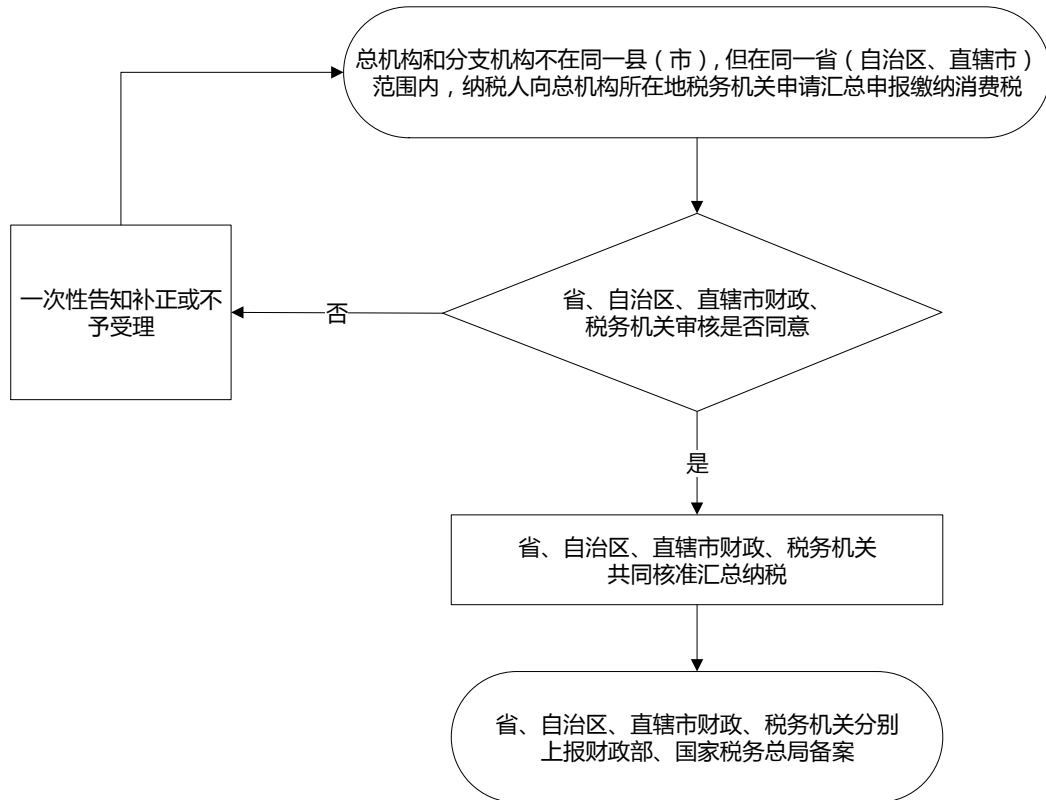 总机构和分支机构不在同一县（市），但在同一省（自治区、直辖市）
范围内，纳税人向总机构所在地税务机关申请汇总申报缴纳消费税
一次性告知补正或不
予受理
否
省、自治区、直辖市财政、
税务机关审核是否同意
是
省、自治区、直辖市财政、税务机关
共同核准汇总纳税
省、自治区、直辖市财政、税务机关分别
上报财政部、国家税务总局备案